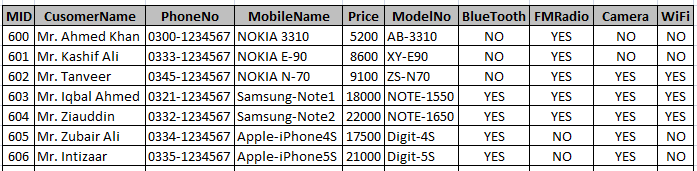 MID CusomerName PhoneNo MobileName Price ModelNo BlueTooth FMRadio Camera WiFi
600 Mr. Ahmed Khan 0300-1234567 NOKIA 3310 5200 AB-3310 NO YES NO NO
601 Mr. Kashif Ali 0333-1234567 NOKIA E-90 8600 XY-E90 NO YES NO NO
602 Mr. Tanveer 0345-1234567 NOKIA N-70 9100 ZS-N70 NO YES YES YES
603 Mr. Iqbal Ahmed 0321-1234567 Samsung-Note1 18000 NOTE-1550 YES YES YES YES
604 Mr. Ziauddin 0332-1234567 Samsung-Note2 22000 NOTE-1650 YES YES YES YES
605 Mr. Zubair Ali 0334-1234567 Apple-iPhone4S 17500 Digit-4S YES NO YES NO
606 Mr. Intizaar 0335-1234567 Apple-iPhone5S 21000 Digit-5S YES NO YES NO